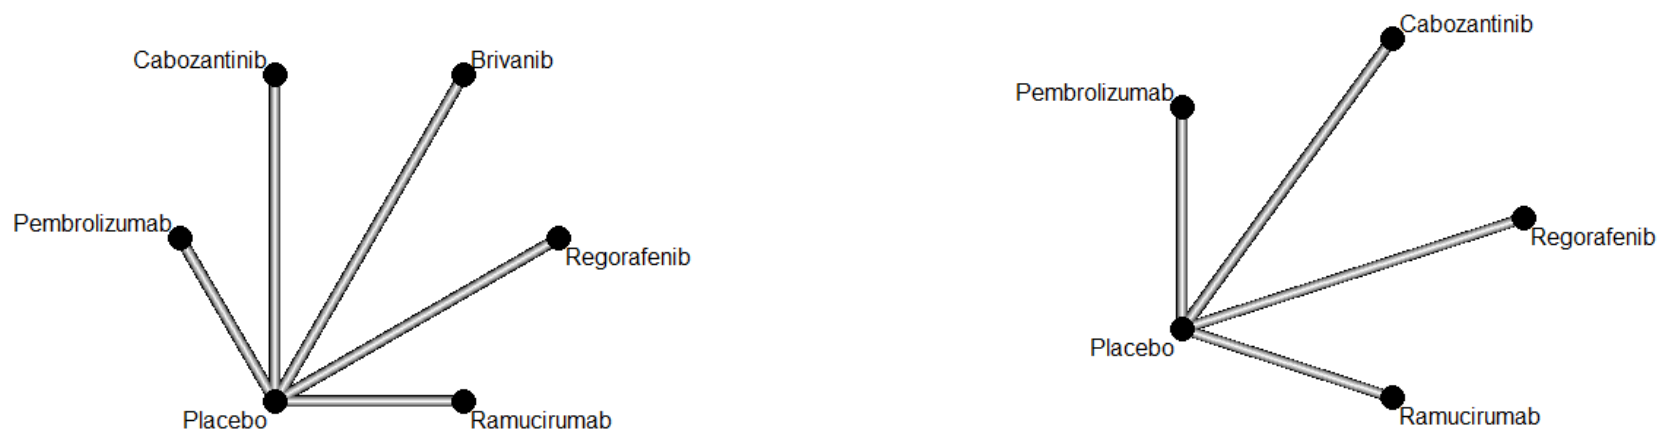 Cabozantinib
Brivanib
Pembrolizumab
Regorafenib
Placebo
Ramucirumab
Cabozantinib
Pembrolizumab
Regorafenib
Placebo
Ramucirumab